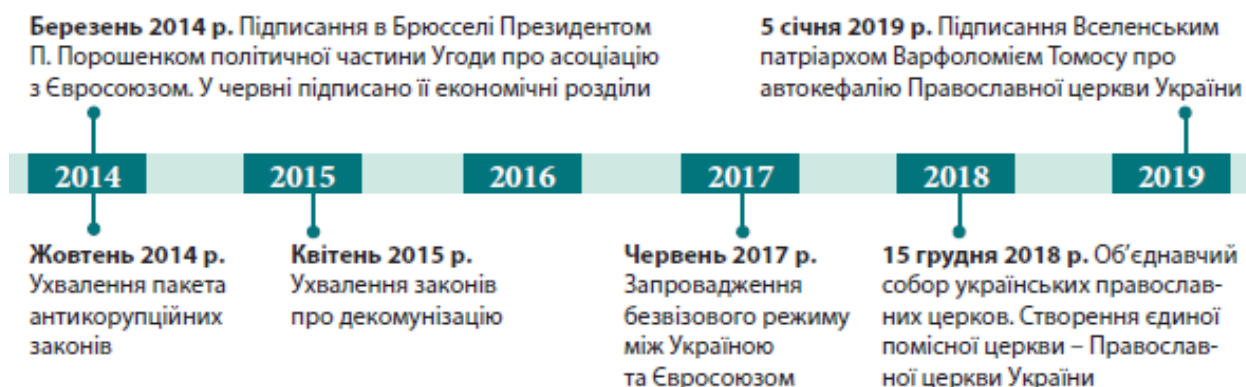 Березень 2014 р. Підписання в Брюсселі Президентом
П. Порошенком політичної частини Угоди про асоціацію
з Євросоюзом. У червні підписано її економічні розділи
5 січня 2019 р. Підписання Вселенським
патріархом Варфоломієм Томосу про
автокефалію Православної церкви України
2014 2015 2016 2017 2018 2019
Жовтень 2014 р.
Ухвалення пакета
антикорупційних
законів
Квітень 2015 р.
Ухвалення законів
про декомунізацію
Червень 2017 р.
Запровадження
безвізового режиму
між Україною
та Євросоюзом
15 грудня 2018 р. Об’єднавчий
собор українських православ-
них церков. Створення єдиної
помісної церкви – Православ-
ної церкви України